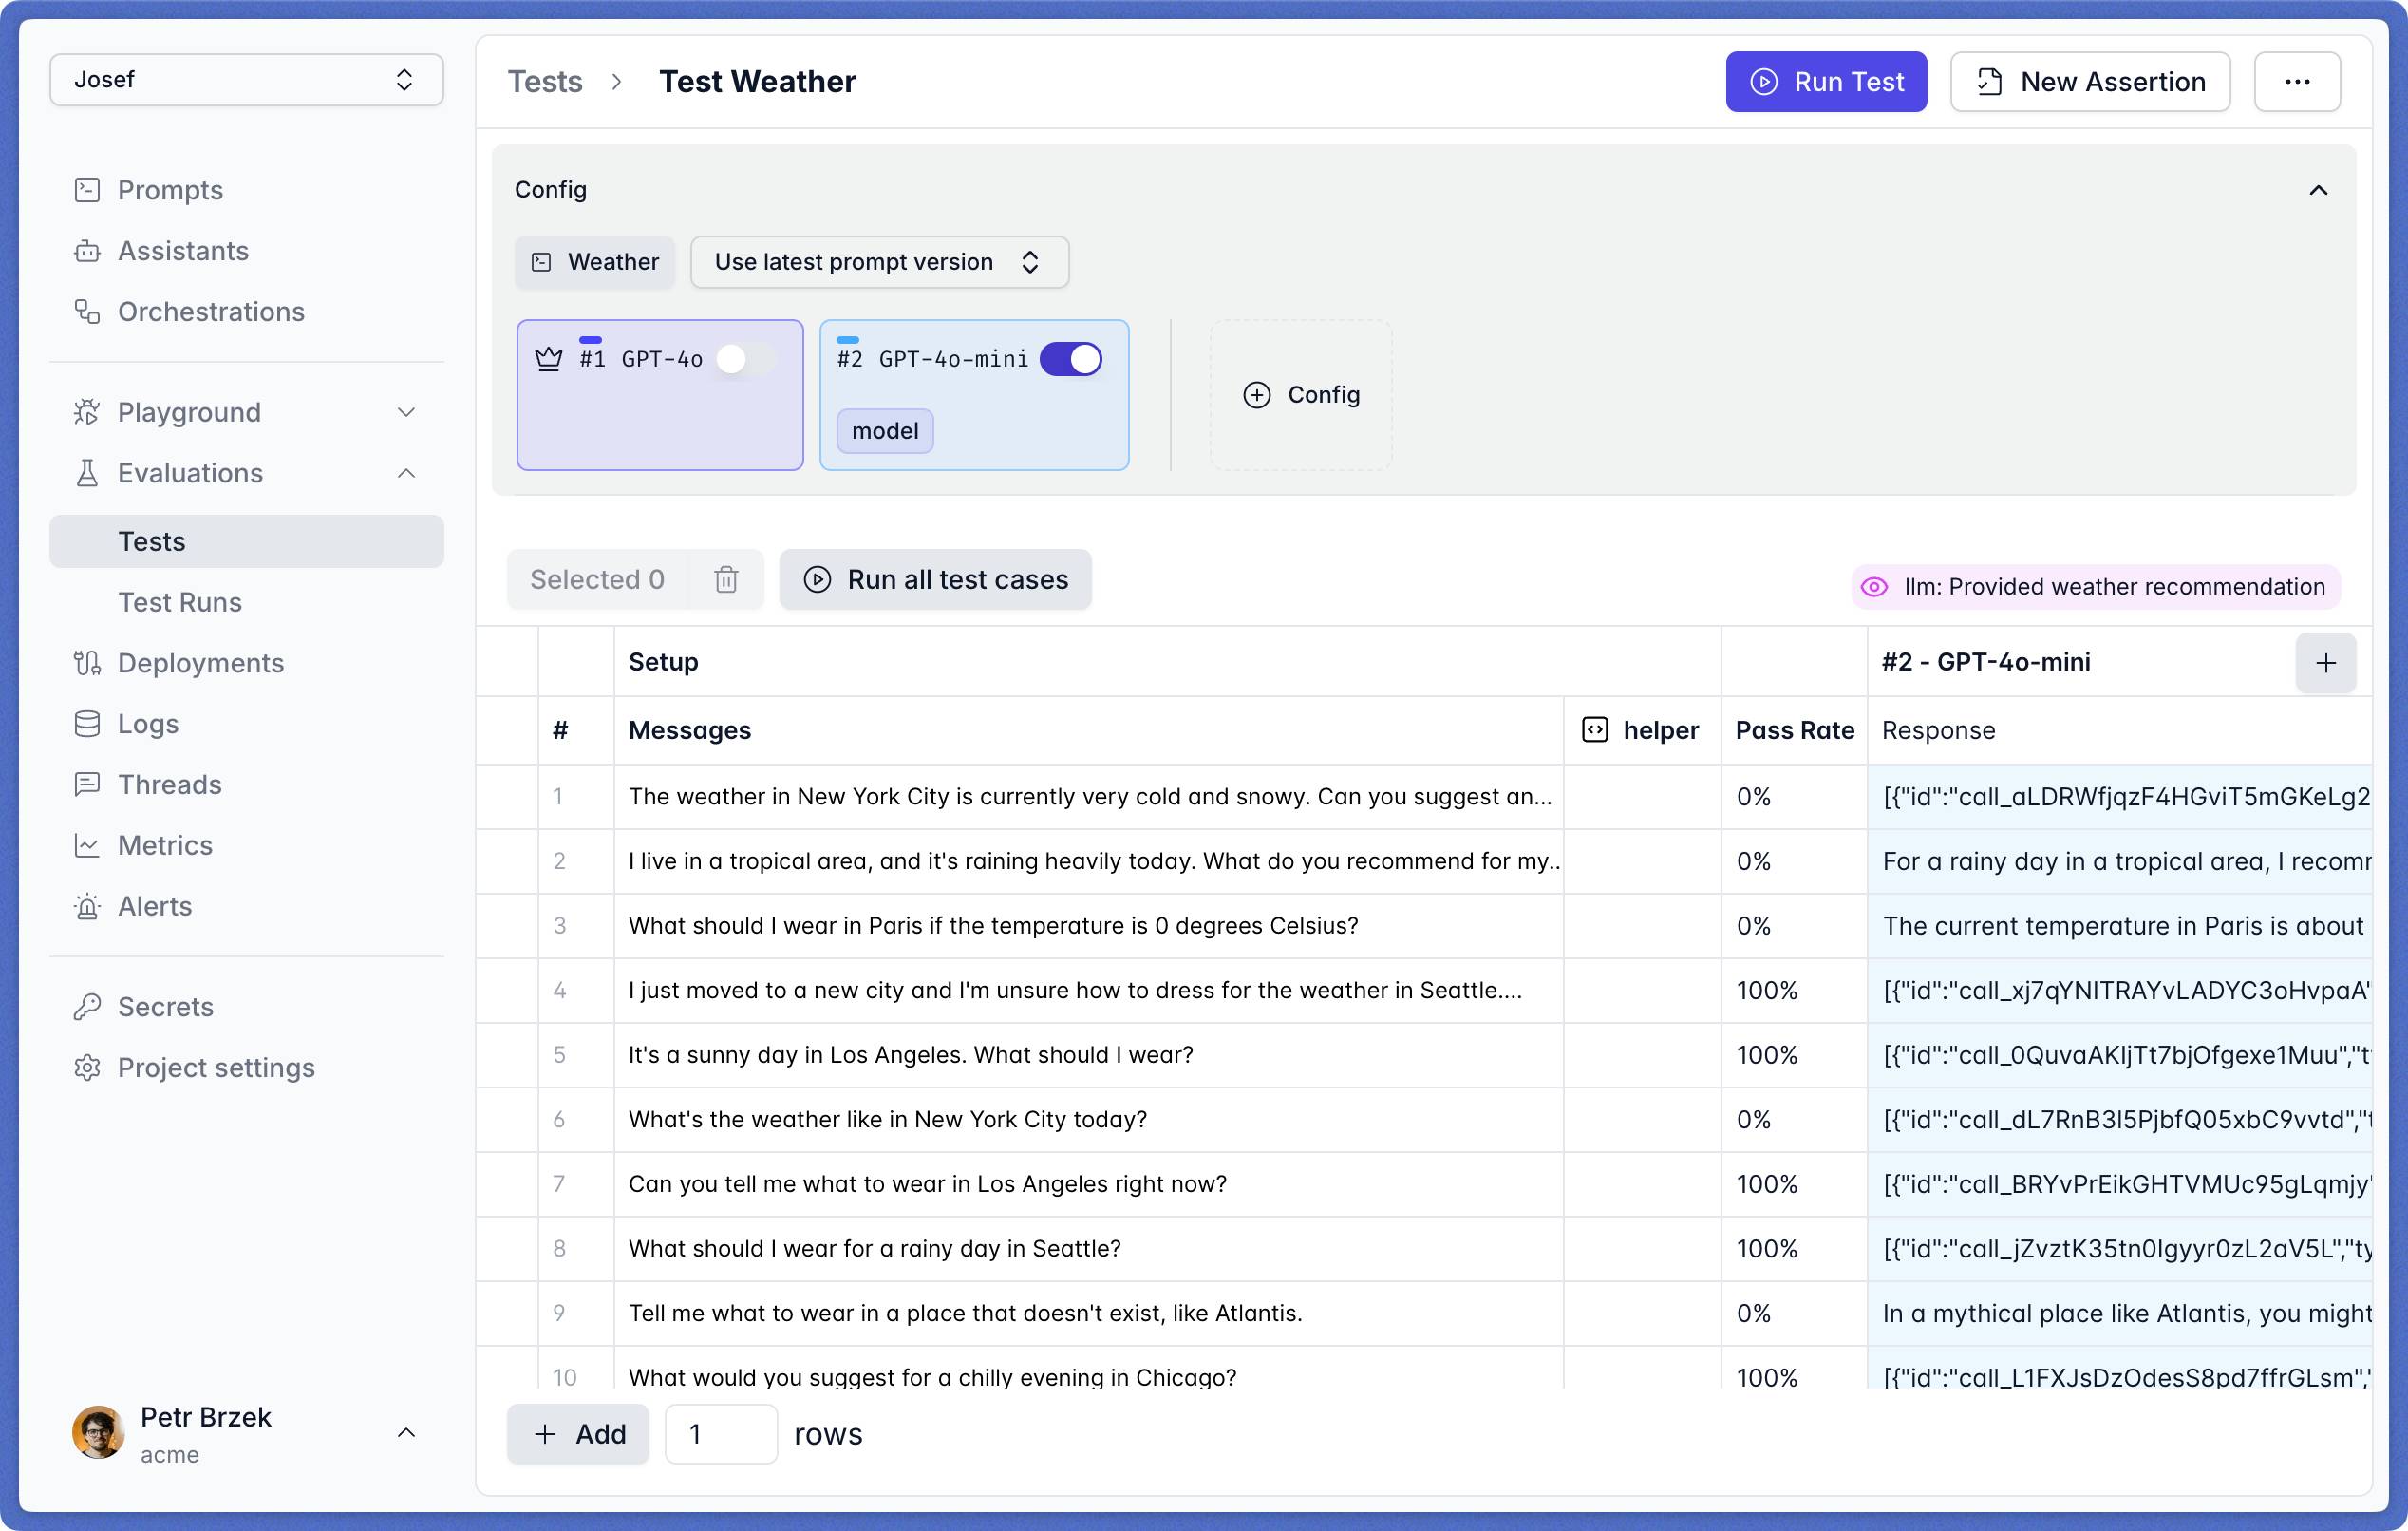 Josef
Prompts
Assistants
Orchestrations
Playground
Evaluations
Tests
Test Runs
Deployments
Logs
Threads
Metrics
Alerts
Secrets
Project settings
Petr Brzek
acme
Tests > Test Weather
Run Test
New Assertion
Config
Weather
Use latest prompt version
#1 GPT-4o
#2 GPT-4o-mini
model
Config
Selected 0
Run all test cases
llm: Provided weather recommendation
Setup #2 - GPT-4o-mini
# Messages helper Pass Rate Response
1 The weather in New York City is currently very cold and snowy. Can you suggest an... 0% [{"id":"call_aLDRWfjqzF4HGviT5mGKeLg2
2 I live in a tropical area, and it's raining heavily today. What do you recommend for my.. 0% For a rainy day in a tropical area, I recomm
3 What should I wear in Paris if the temperature is 0 degrees Celsius? 0% The current temperature in Paris is about
4 I just moved to a new city and I'm unsure how to dress for the weather in Seattle.... 100% [{"id":"call_xj7qYNITRAYvLADYC3oHvpaA"
5 It's a sunny day in Los Angeles. What should I wear? 100% [{"id":"call_0QuvaAKIjTt7bjOfgexe1Muu","t
6 What's the weather like in New York City today? 0% [{"id":"call_dL7RnB3l5PjbfQ05xbC9vvtd","t
7 Can you tell me what to wear in Los Angeles right now? 100% [{"id":"call_BRYvPrEikGHTVMUc95gLqmjy"
8 What should I wear for a rainy day in Seattle? 100% [{"id":"call_jZvztK35tn0Igyyr0zL2aV5L","ty
9 Tell me what to wear in a place that doesn't exist, like Atlantis. 0% In a mythical place like Atlantis, you might
10 What would you suggest for a chilly evening in Chicago? 100% [{"id":"call_L1FXJsDzOdesS8pd7ffrGLsm","
+ Add 1 rows